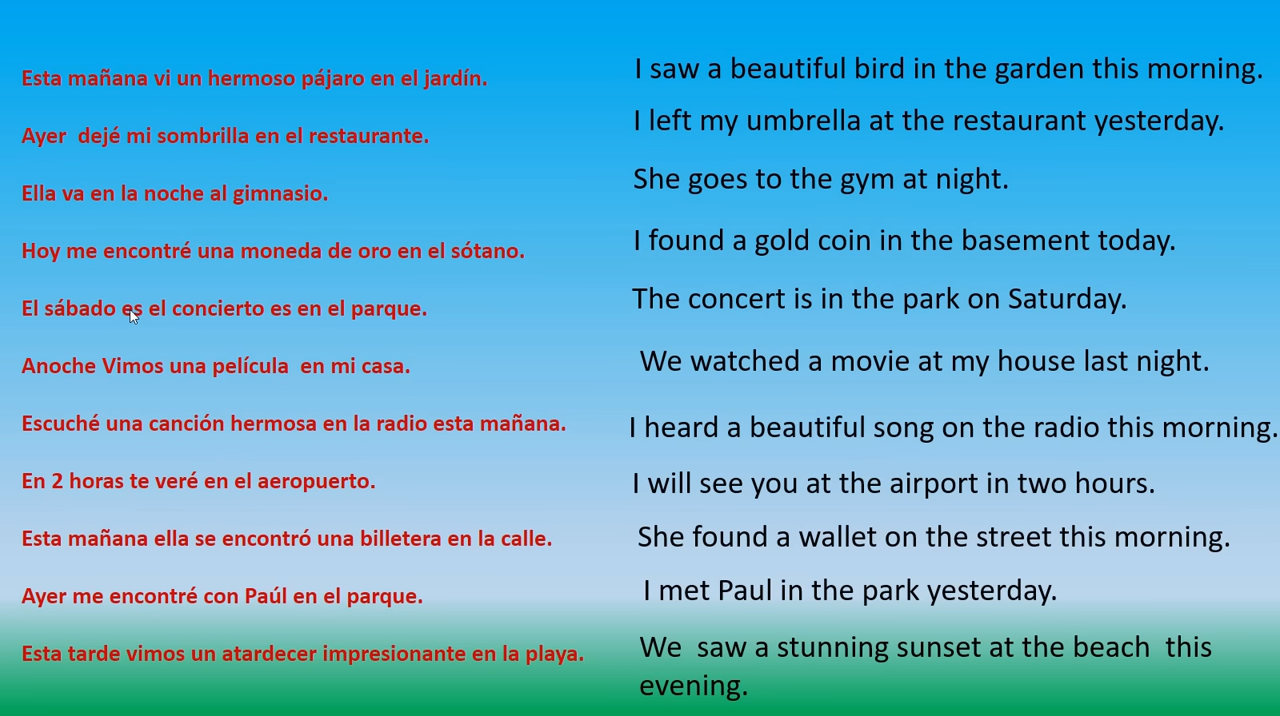 Esta mañana vi un hermoso pájaro en el jardín.
I saw a beautiful bird in the garden this morning.
Ayer  dejé mi sombrilla en el restaurante.
I left my umbrella at the restaurant yesterday.
Ella va en la noche al gimnasio.
She goes to the gym at night.
Hoy me encontré una moneda de oro en el sótano.
I found a gold coin in the basement today.
El sábado es el concierto es en el parque.
The concert is in the park on Saturday.
Anoche Vimos una película  en mi casa.
We watched a movie at my house last night.
Escuché una canción hermosa en la radio esta mañana.
I heard a beautiful song on the radio this morning.
En 2 horas te veré en el aeropuerto.
I will see you at the airport in two hours.
Esta mañana ella se encontró una billetera en la calle.
She found a wallet on the street this morning.
Ayer me encontré con Paúl en el parque.
I met Paul in the park yesterday.
Esta tarde vimos un atardecer impresionante en la playa.
We  saw a stunning sunset at the beach  this
evening.